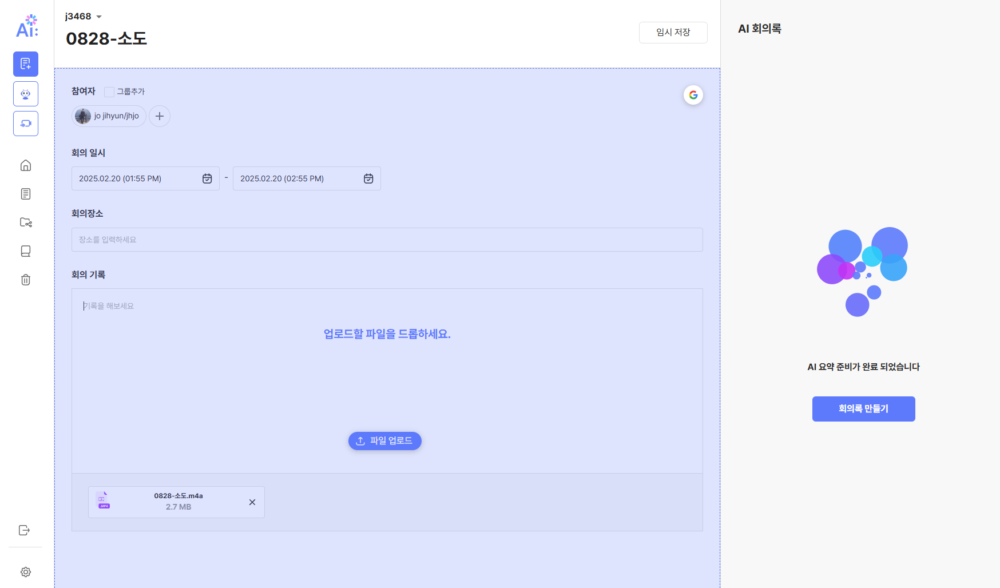 Ai:
j3468
0828-소도
임시 저장
참여자 그룹추가
jo jihyun/jhjo
회의 일시
2025.02.20 (01:55 PM) - 2025.02.20 (02:55 PM)
회의장소
장소를 입력하세요
회의 기록
기록을 해보세요
업로드할 파일을 드롭하세요.
파일 업로드
.MP4
0828-소도.m4a
2.7 MB
AI 회의록
AI 요약 준비가 완료 되었습니다
회의록 만들기